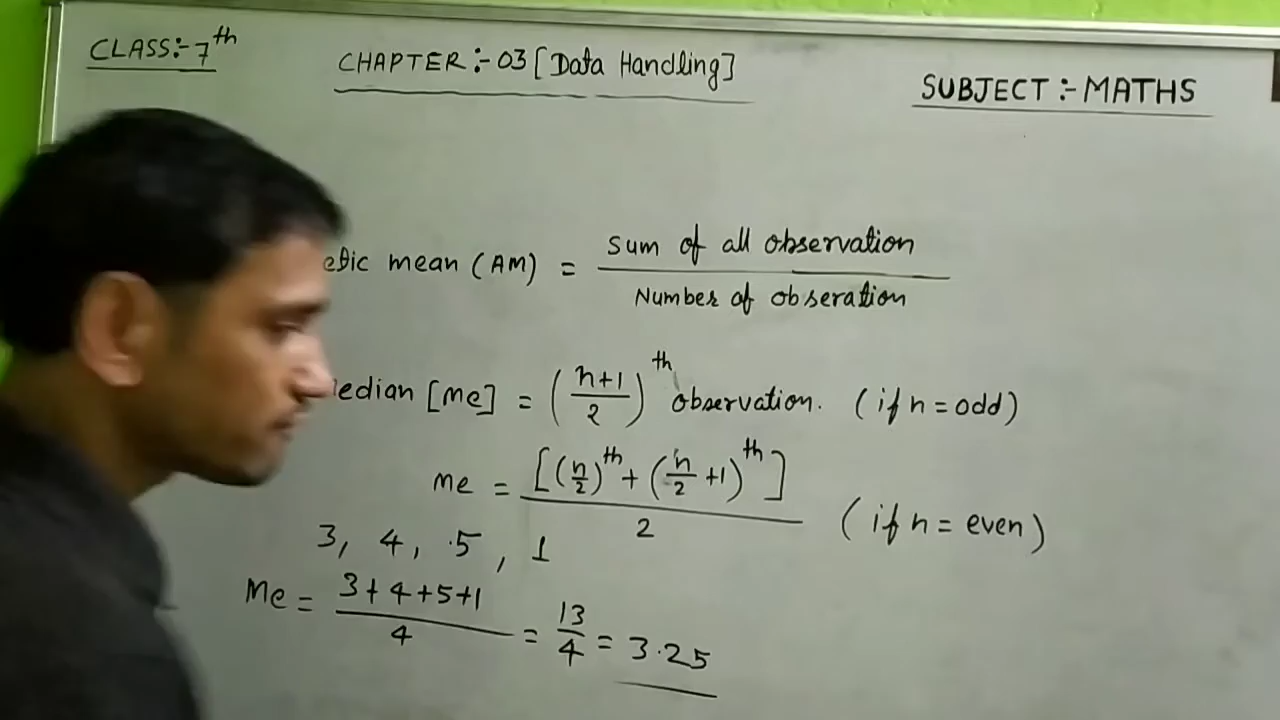 CLASS:- 7th
CHAPTER :- 03 [Data Handling]
SUBJECT :- MATHS
etic mean (AM) = sum of all observation / Number of obseration
edian [Me] = ((n+1)/2)th observation. (if n = odd)
Me = [(n/2)th + (n/2 + 1)th] / 2 (if n = even)
3, 4, 5, 1
Me = (3+4+5+1)/4 = 13/4 = 3.25